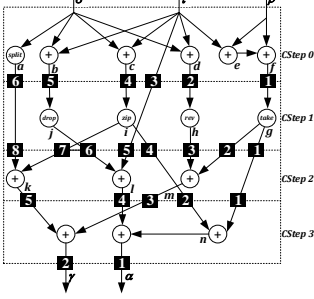 split + + + + +
a b c d e f
CStep 0
6 5 4 3 2 1
drop zip rev take
CStep 1
j i h g
8 7 6 5 4 3 2 1
+ + +
CStep 2
k l m
5 4 3 2 1
+ + + n
CStep 3
2 1
γ α